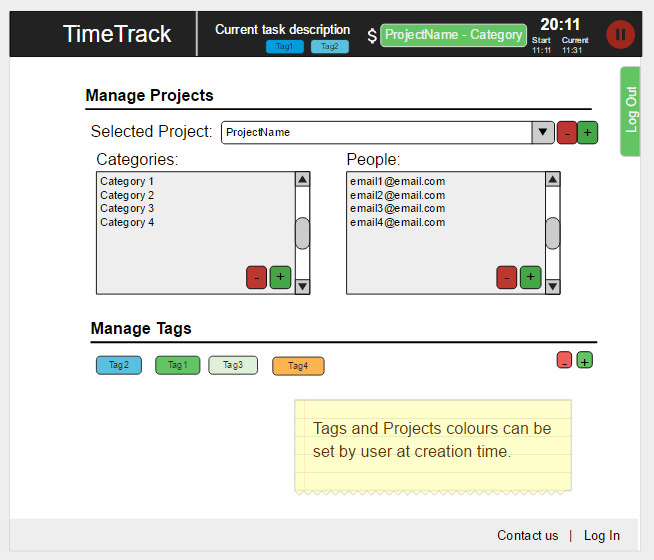 TimeTrack
Current task description
Tag1 Tag2
$ ProjectName - Category
20:11
Start Current
11:11 11:31
Log Out
Manage Projects
Selected Project: ProjectName - +
Categories:
Category 1
Category 2
Category 3
Category 4
- +
People:
email1@email.com
email2@email.com
email3@email.com
email4@email.com
- +
Manage Tags
Tag2 Tag1 Tag3 Tag4 - +
Tags and Projects colours can be
set by user at creation time.
Contact us | Log In